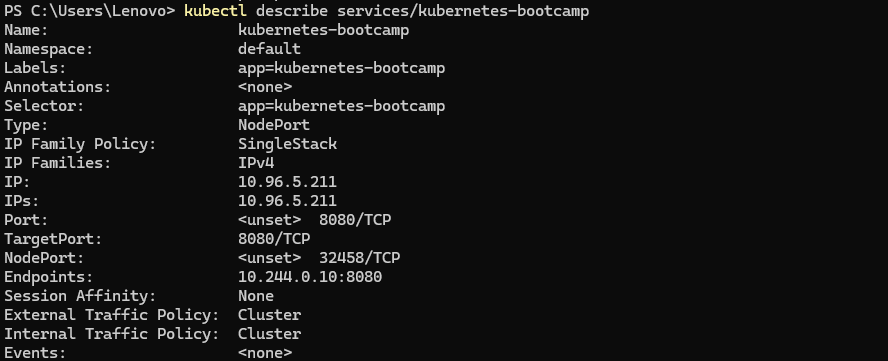 PS C:\Users\Lenovo> kubectl describe services/kubernetes-bootcamp
Name:                     kubernetes-bootcamp
Namespace:                default
Labels:                   app=kubernetes-bootcamp
Annotations:              <none>
Selector:                 app=kubernetes-bootcamp
Type:                     NodePort
IP Family Policy:         SingleStack
IP Families:              IPv4
IP:                       10.96.5.211
IPs:                      10.96.5.211
Port:                     <unset>  8080/TCP
TargetPort:               8080/TCP
NodePort:                 <unset>  32458/TCP
Endpoints:                10.244.0.10:8080
Session Affinity:         None
External Traffic Policy:  Cluster
Internal Traffic Policy:  Cluster
Events:                   <none>